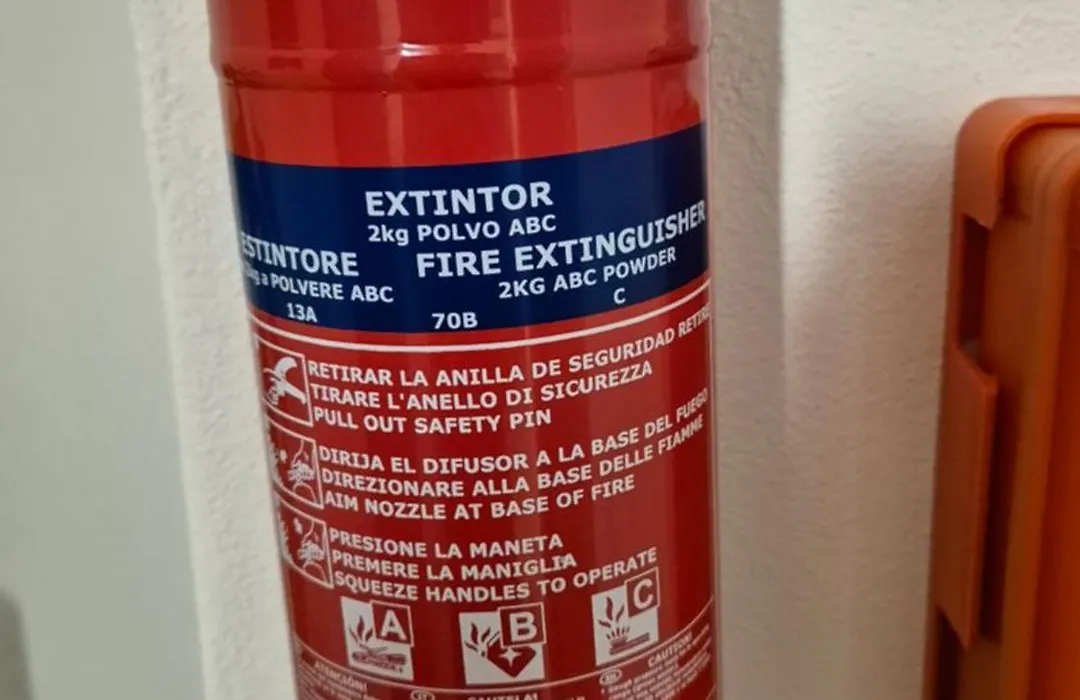 EXTINTOR
2kg POLVO ABC
ESTINTORE
a POLVERE ABC
FIRE EXTINGUISHER
2KG ABC POWDER
13A
70B
C
RETIRAR LA ANILLA DE SEGURIDAD
TIRARE L'ANELLO DI SICUREZZA
PULL OUT SAFETY PIN
DIRIJA EL DIFUSOR A LA BASE DEL FUEGO
DIREZIONARE ALLA BASE DELLE FIAMME
AIM NOZZLE AT BASE OF FIRE
PRESIONE LA MANETA
PREMERE LA MANIGLIA
SQUEEZE HANDLES TO OPERATE
A
B
C
ATENCIÓN!
CAUTELA!
CAUTION!